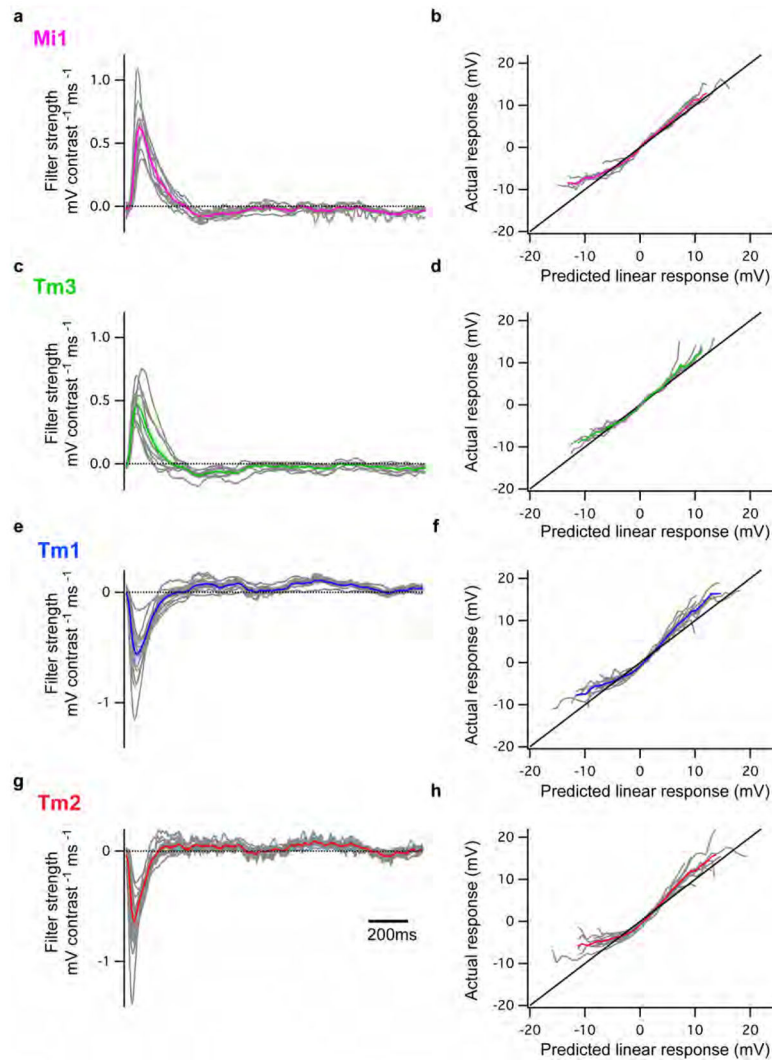 a
Mi1
Filter strength
mV contrast -1 ms -1
1.0
0.5
0.0
b
Actual response (mV)
20
10
0
-10
-20
-20 -10 0 10 20
Predicted linear response (mV)
c
Tm3
Filter strength
mV contrast -1 ms -1
1.0
0.5
0.0
d
Actual response (mV)
20
10
0
-10
-20
-20 -10 0 10 20
Predicted linear response (mV)
e
Tm1
Filter strength
mV contrast -1 ms -1
0
-1
f
Actual response (mV)
20
10
0
-10
-20
-20 -10 0 10 20
Predicted linear response (mV)
g
Tm2
Filter strength
mV contrast -1 ms -1
0
-1
200ms
h
Actual response (mV)
20
10
0
-10
-20
-20 -10 0 10 20
Predicted linear response (mV)